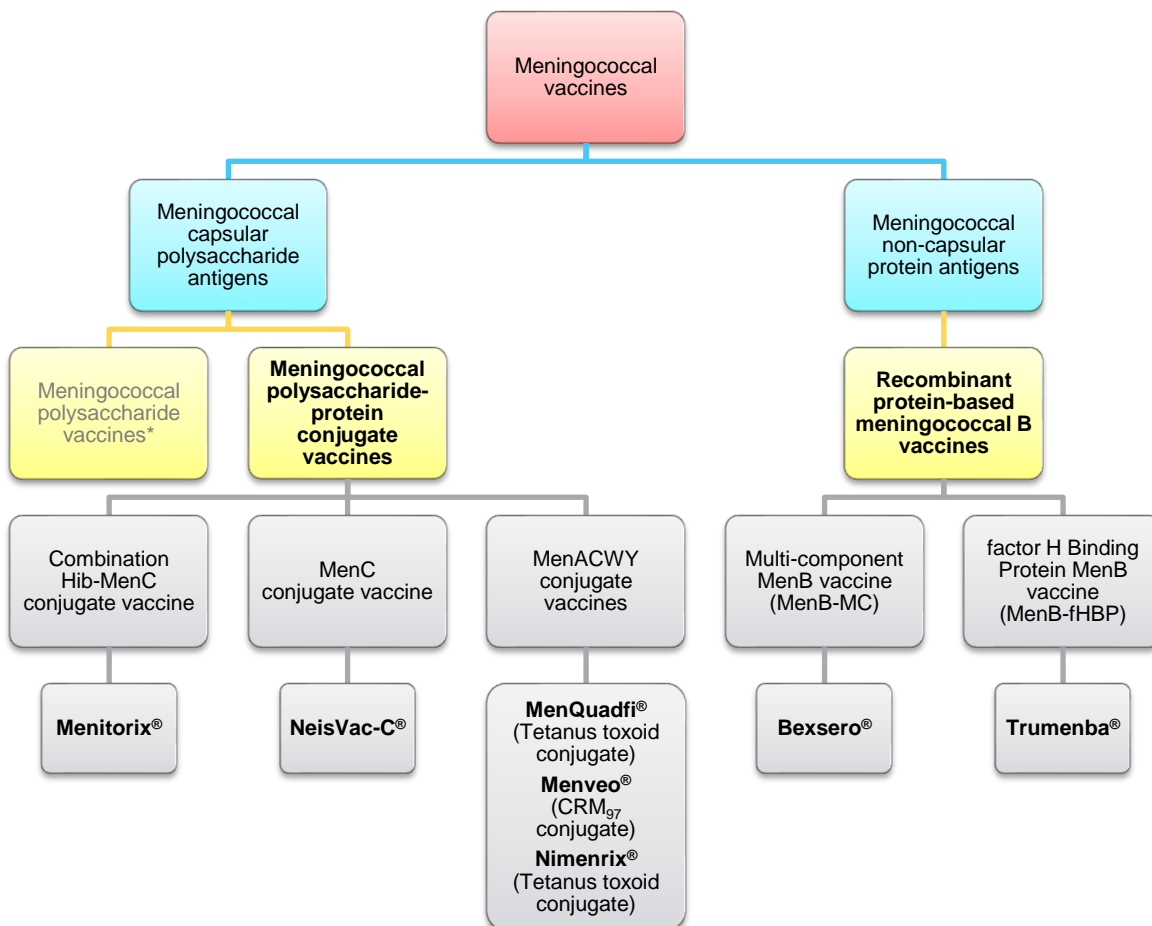 Meningococcal
vaccines
Meningococcal
capsular
polysaccharide
antigens
Meningococcal
non-capsular
protein antigens
Meningococcal
polysaccharide
vaccines*
Meningococcal
polysaccharide-
protein
conjugate
vaccines
Recombinant
protein-based
meningococcal B
vaccines
Combination
Hib-MenC
conjugate vaccine
MenC
conjugate vaccine
MenACWY
conjugate
vaccines
Multi-component
MenB vaccine
(MenB-MC)
factor H Binding
Protein MenB
vaccine
(MenB-fHBP)
Menitorix®
NeisVac-C®
MenQuadfi®
(Tetanus toxoid
conjugate)
Menveo®
(CRM₉₇
conjugate)
Nimenrix®
(Tetanus toxoid
conjugate)
Bexsero®
Trumenba®